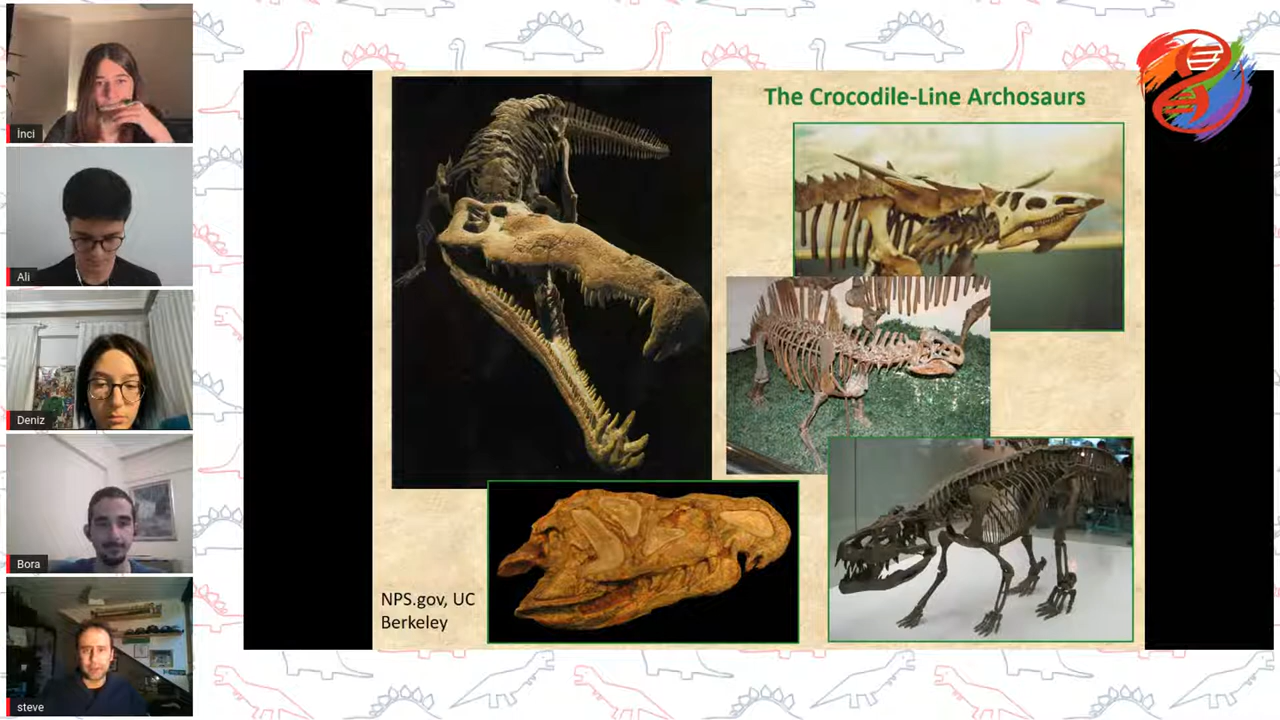 İnci
Ali
Deniz
Bora
steve
The Crocodile-Line Archosaurs
NPS.gov, UC
Berkeley